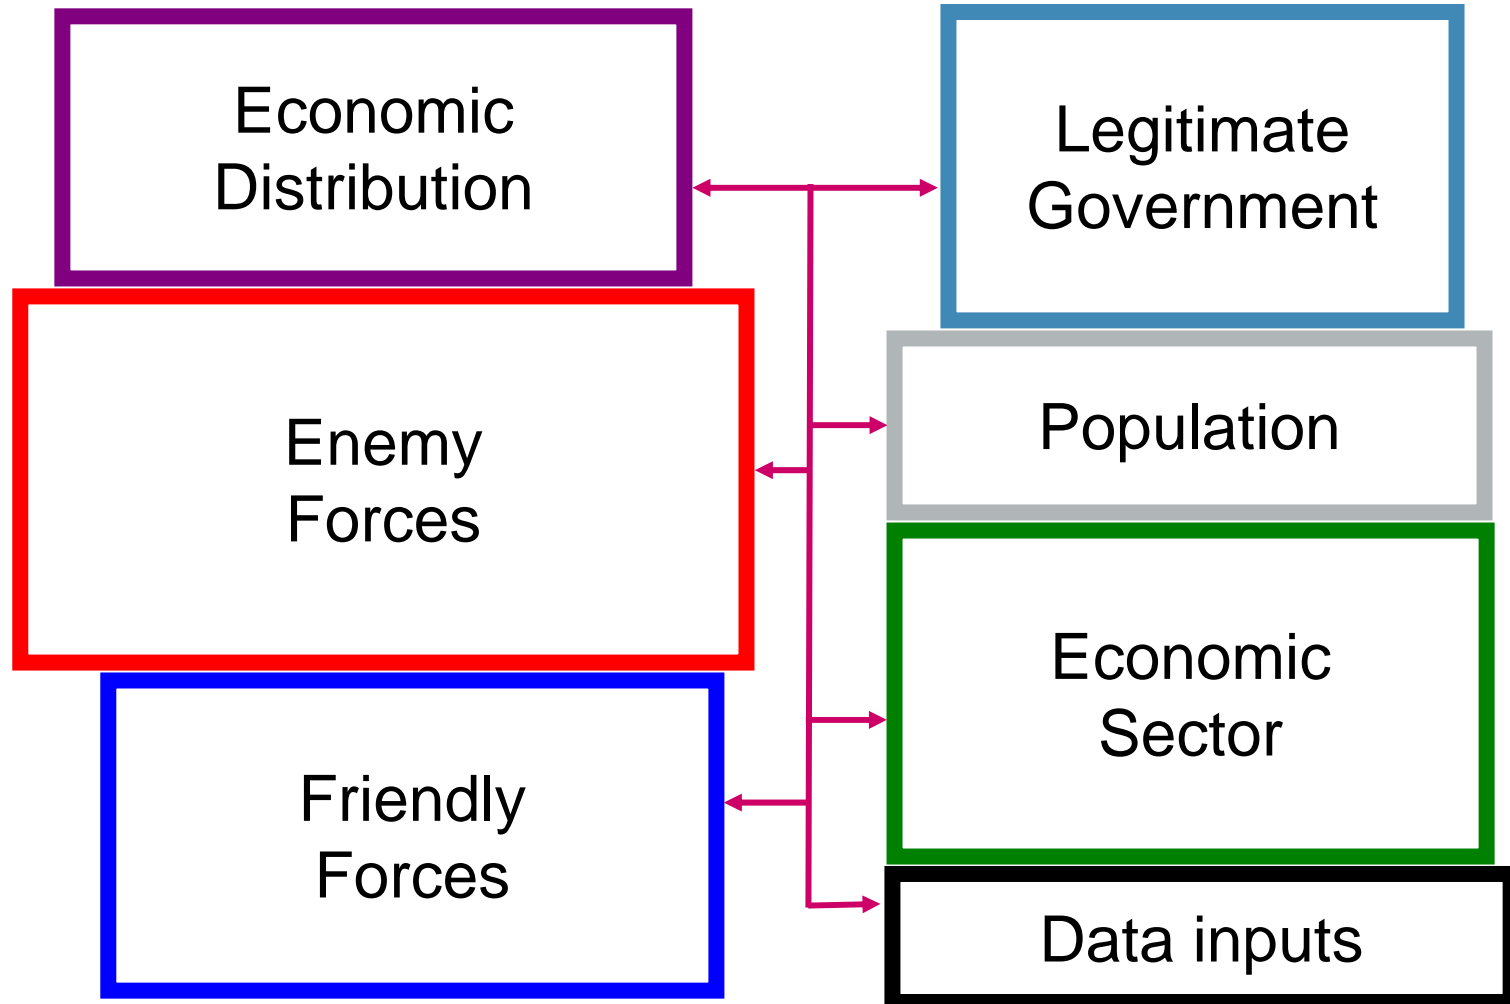 Economic
Distribution
Enemy
Forces
Friendly
Forces
Legitimate
Government
Population
Economic
Sector
Data inputs